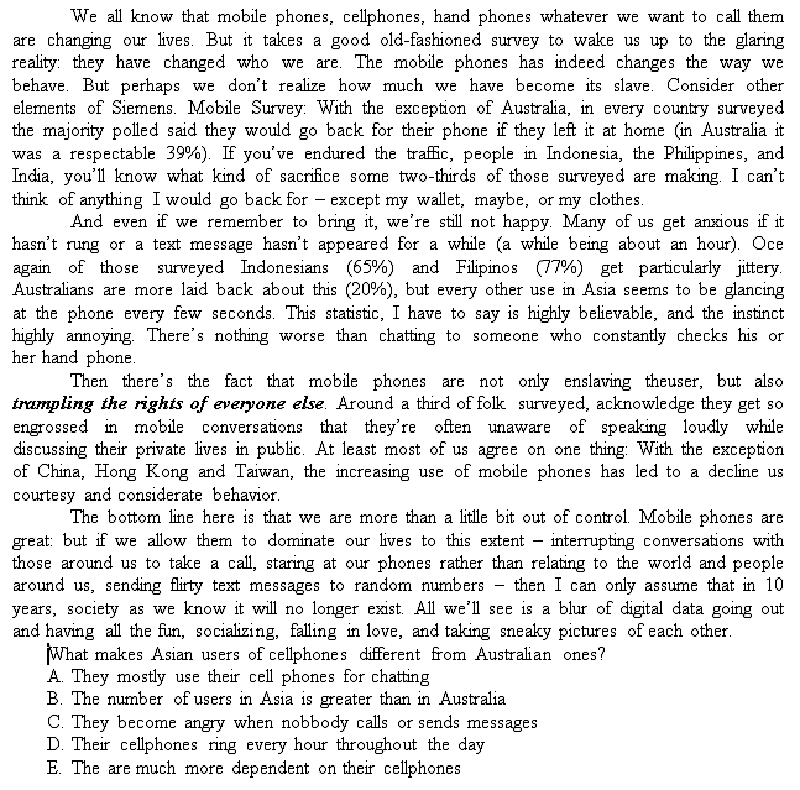 We all know that mobile phones, cellphones, hand phones whatever we want to call them
are changing our lives. But it takes a good old-fashioned survey to wake us up to the glaring
reality: they have changed who we are. The mobile phones has indeed changes the way we
behave. But perhaps we don't realize how much we have become its slave. Consider other
elements of Siemens. Mobile Survey: With the exception of Australia, in every country surveyed
the majority polled said they would go back for their phone if they left it at home (in Australia it
was a respectable 39%). If you've endured the traffic, people in Indonesia, the Philippines, and
India, you'll know what kind of sacrifice some two-thirds of those surveyed are making. I can't
think of anything I would go back for – except my wallet, maybe, or my clothes.
And even if we remember to bring it, we're still not happy. Many of us get anxious if it
hasn't rung or a text message hasn't appeared for a while (a while being about an hour). Oce
again of those surveyed Indonesians (65%) and Filipinos (77%) get particularly jittery.
Australians are more laid back about this (20%), but every other use in Asia seems to be glancing
at the phone every few seconds. This statistic, I have to say is highly believable, and the instinct
highly annoying. There's nothing worse than chatting to someone who constantly checks his or
her hand phone.
Then there's the fact that mobile phones are not only enslaving theuser, but also
trampling the rights of everyone else. Around a third of folk surveyed, acknowledge they get so
engrossed in mobile conversations that they're often unaware of speaking loudly while
discussing their private lives in public. At least most of us agree on one thing: With the exception
of China, Hong Kong and Taiwan, the increasing use of mobile phones has led to a decline us
courtesy and considerate behavior.
The bottom line here is that we are more than a litlle bit out of control. Mobile phones are
great: but if we allow them to dominate our lives to this extent – interrupting conversations with
those around us to take a call, staring at our phones rather than relating to the world and people
around us, sending flirty text messages to random numbers – then I can only assume that in 10
years, society as we know it will no longer exist. All we'll see is a blur of digital data going out
and having all the fun, socializing, falling in love, and taking sneaky pictures of each other.
What makes Asian users of cellphones different from Australian ones?
A. They mostly use their cell phones for chatting
B. The number of users in Asia is greater than in Australia
C. They become angry when nobbody calls or sends messages
D. Their cellphones ring every hour throughout the day
E. The are much more dependent on their cellphones